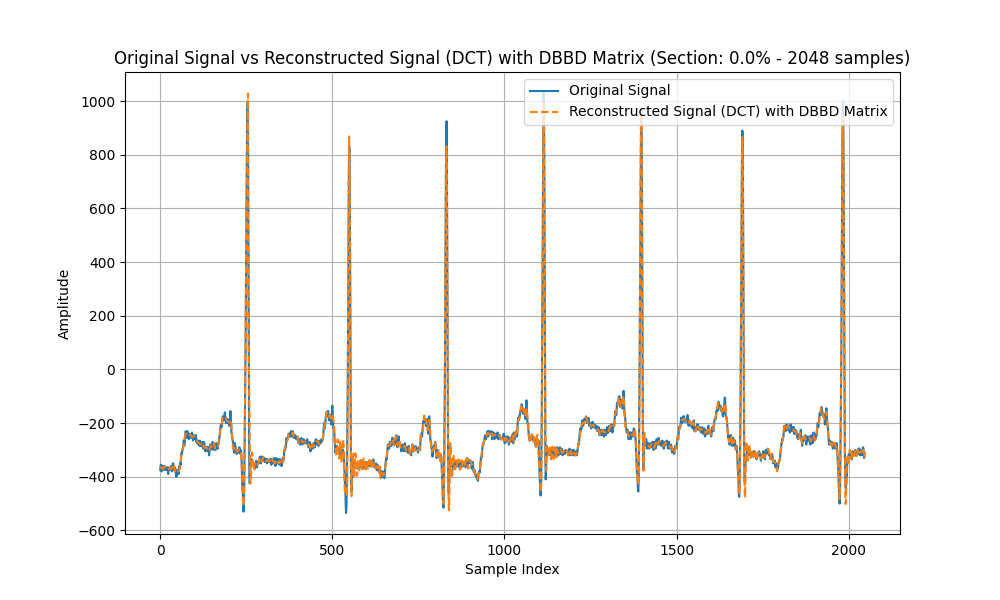 Original Signal vs Reconstructed Signal (DCT) with DBBD Matrix (Section: 0.0% - 2048 samples)
Original Signal
Reconstructed Signal (DCT) with DBBD Matrix
1000
800
600
400
200
0
−200
−400
−600
Amplitude
0 500 1000 1500 2000
Sample Index